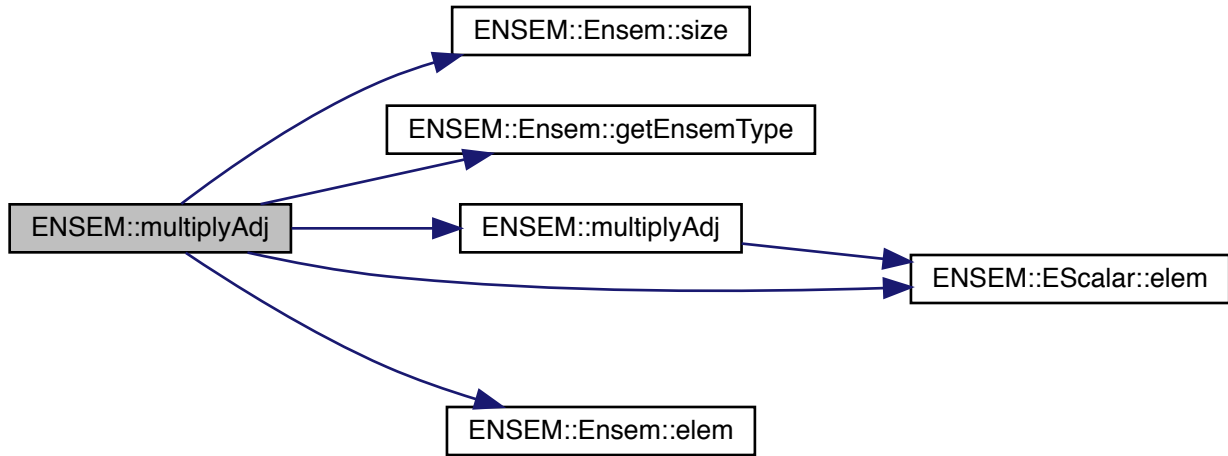 ENSEM::Ensem::size
ENSEM::Ensem::getEnsemType
ENSEM::multiplyAdj
ENSEM::multiplyAdj
ENSEM::EScalar::elem
ENSEM::Ensem::elem